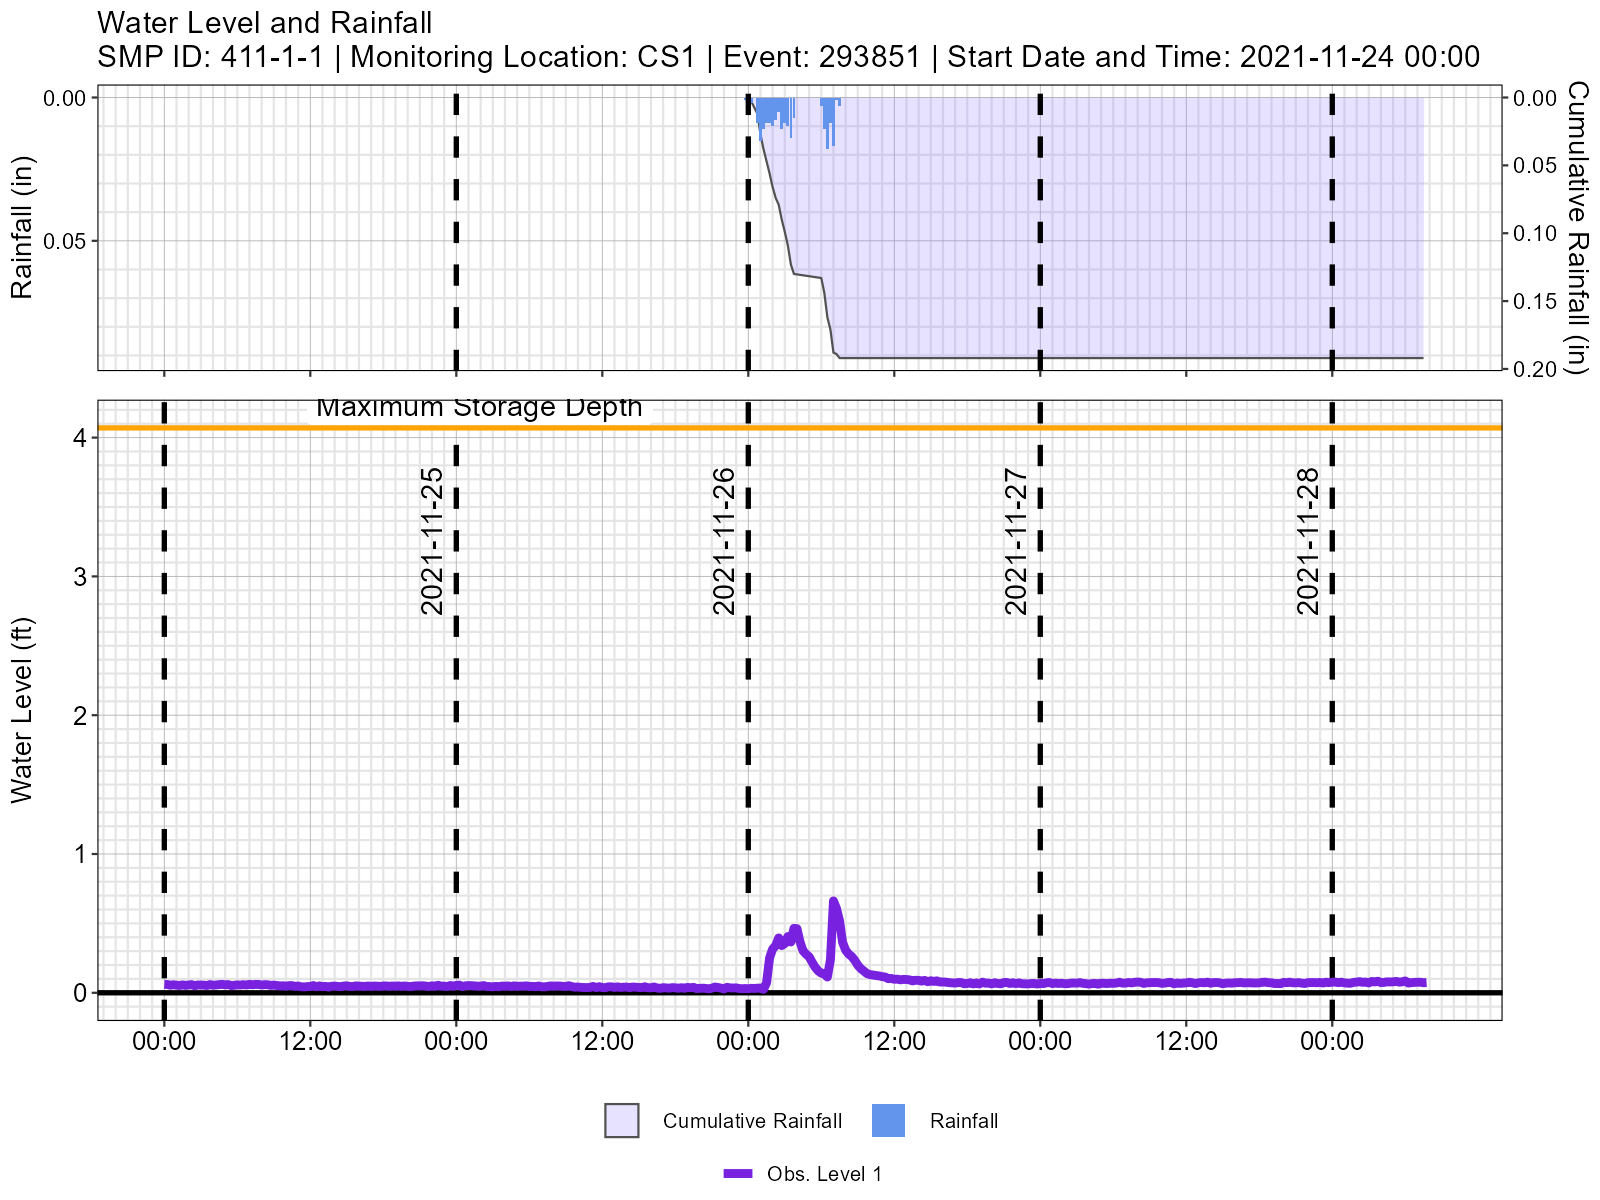 Water Level and Rainfall
SMP ID: 411-1-1 | Monitoring Location: CS1 | Event: 293851 | Start Date and Time: 2021-11-24 00:00
Rainfall (in)
0.00
0.05
Cumulative Rainfall (in)
0.00
0.05
0.10
0.15
0.20
Maximum Storage Depth
Water Level (ft)
4
3
2
1
0
2021-11-25
2021-11-26
2021-11-27
2021-11-28
00:00 12:00 00:00 12:00 00:00 12:00 00:00 12:00 00:00
Cumulative Rainfall
Rainfall
Obs. Level 1